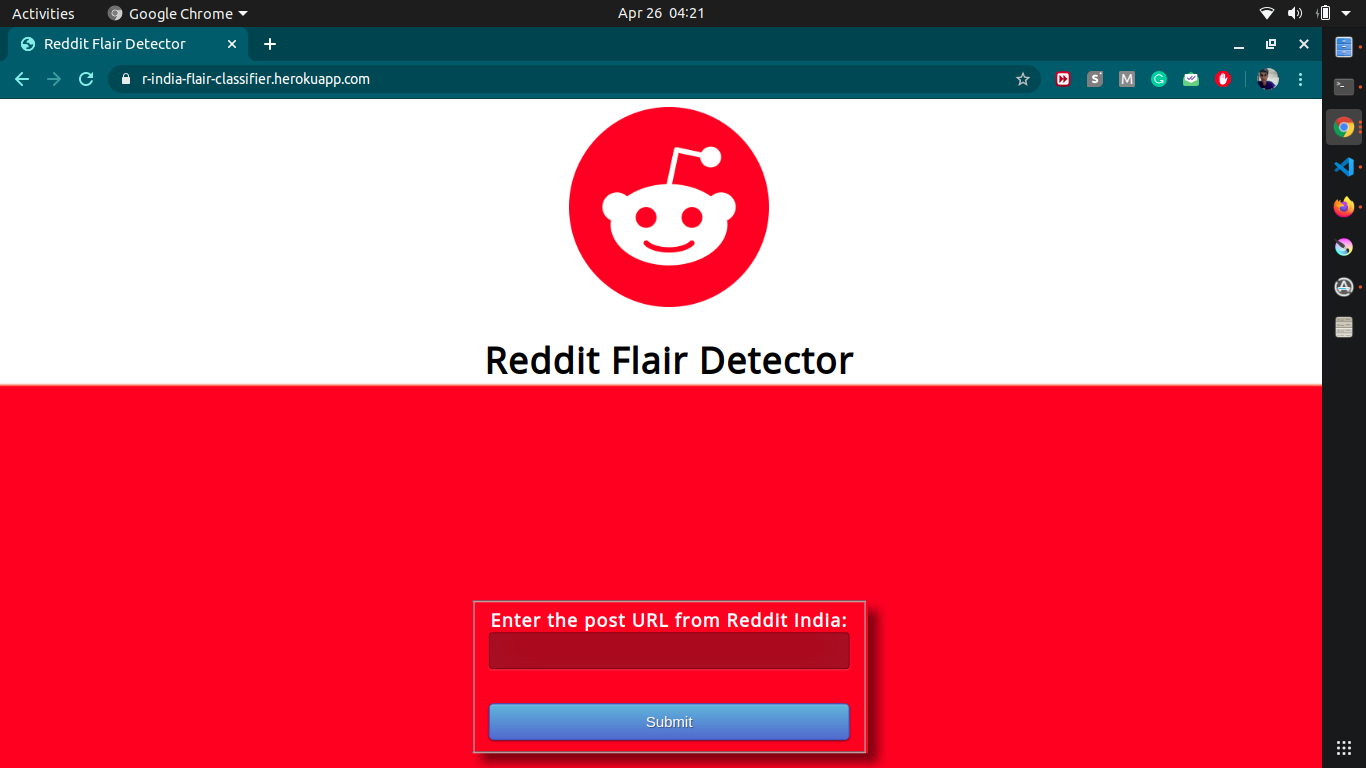 Activities
Google Chrome
Apr 26 04:21
Reddit Flair Detector
r-india-flair-classifier.herokuapp.com
Reddit Flair Detector
Enter the post URL from Reddit India:
Submit